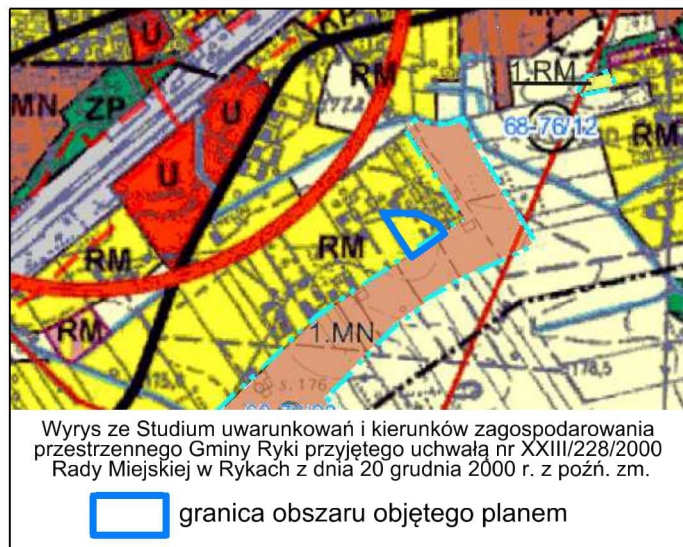 U
MN
ZP
U
U
1.RM
68-76/12
RM
RM
RM
RM
1.MN
s. 176
178,5
Wyrys ze Studium uwarunkowań i kierunków zagospodarowania
przestrzennego Gminy Ryki przyjętego uchwałą nr XXIII/228/2000
Rady Miejskiej w Rykach z dnia 20 grudnia 2000 r. z poźń. zm.
granica obszaru objętego planem